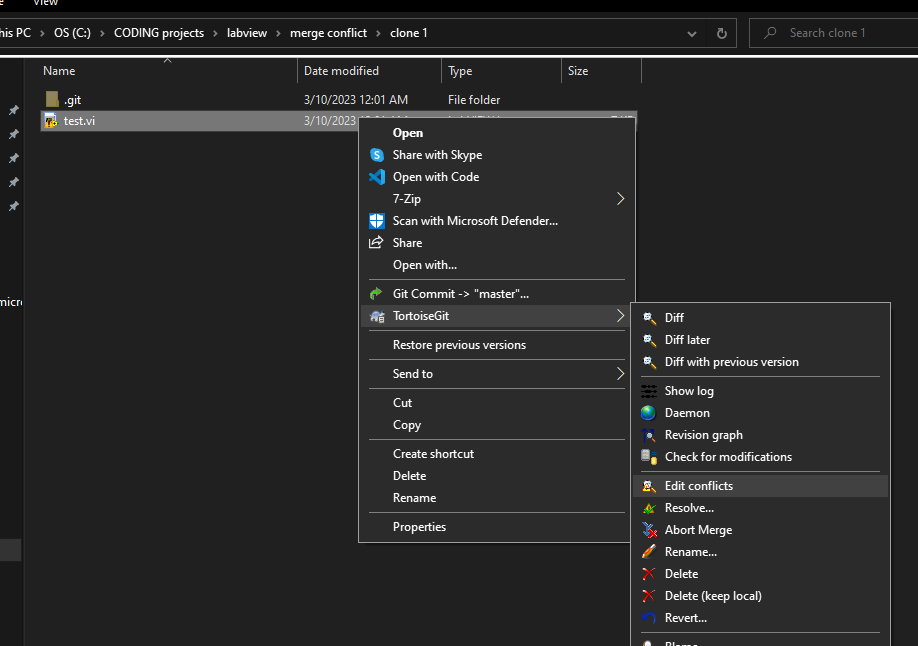 View
his PC > OS (C:) > CODING projects > labview > merge conflict > clone 1
Search clone 1
Name Date modified Type Size
.git 3/10/2023 12:01 AM File folder
test.vi 3/10/2023
micr
Open
Share with Skype
Open with Code
7-Zip
Scan with Microsoft Defender...
Share
Open with...
Git Commit -> "master"...
TortoiseGit
Restore previous versions
Send to
Cut
Copy
Create shortcut
Delete
Rename
Properties
Diff
Diff later
Diff with previous version
Show log
Daemon
Revision graph
Check for modifications
Edit conflicts
Resolve...
Abort Merge
Rename...
Delete
Delete (keep local)
Revert...